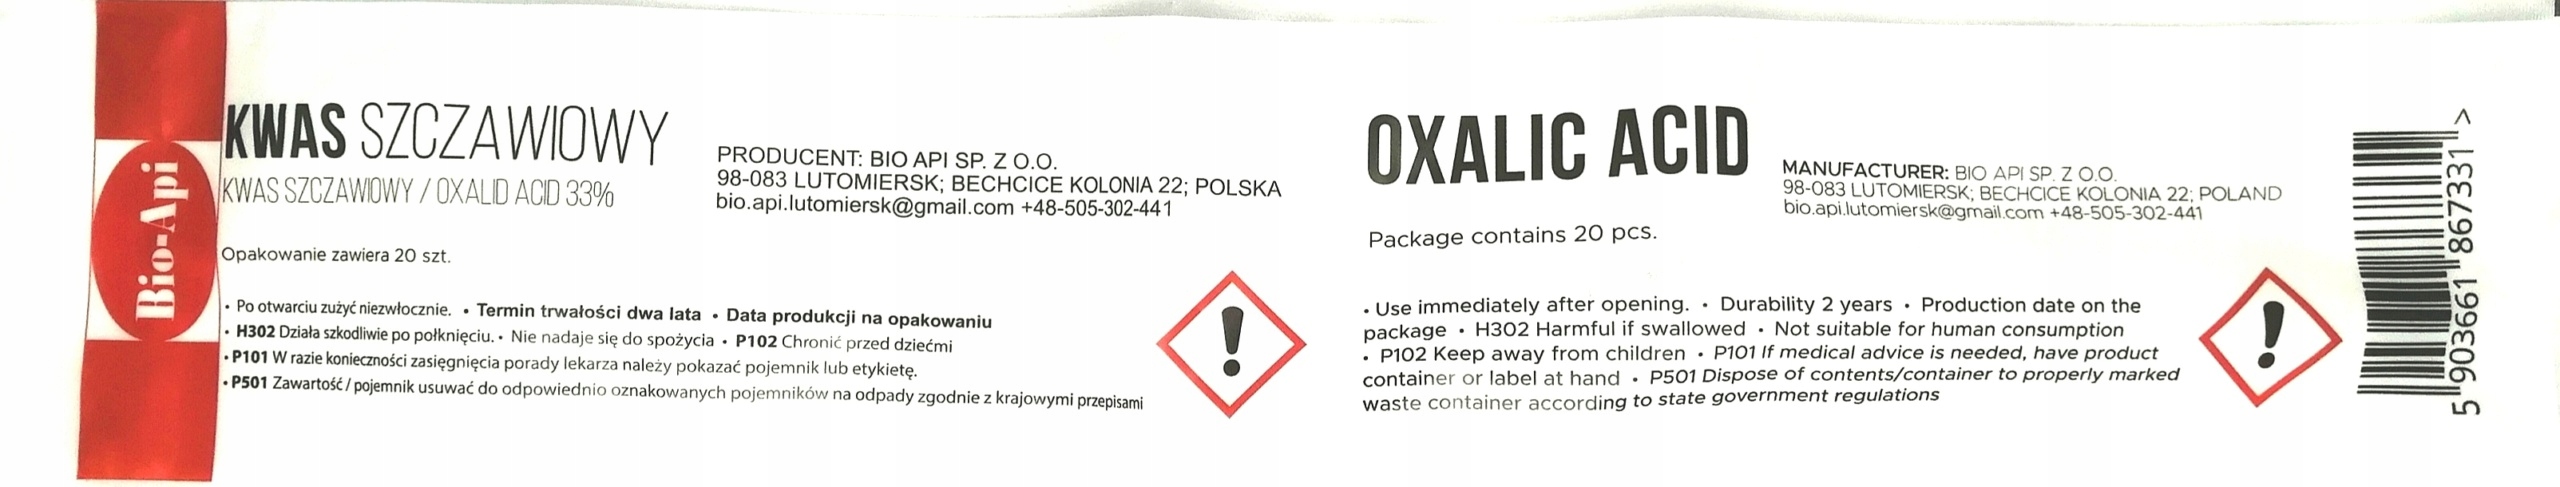 Bio-Api
KWAS SZCZAWIOWY
KWAS SZCZAWIOWY / OXALID ACID 33%
Opakowanie zawiera 20 szt.
PRODUCENT: BIO API SP. Z O.O.
98-083 LUTOMIERSK; BECHCICE KOLONIA 22; POLSKA
bio.api.lutomiersk@gmail.com +48-505-302-441
• Po otwarciu zużyć niezwłocznie. • Termin trwałości dwa lata • Data produkcji na opakowaniu
• H302 Działa szkodliwie po połknięciu. • Nie nadaje się do spożycia • P102 Chronić przed dziećmi
• P101 W razie konieczności zasięgnięcia porady lekarza należy pokazać pojemnik lub etykietę.
• P501 Zawartość / pojemnik usuwać do odpowiednio oznakowanych pojemników na odpady zgodnie z krajowymi przepisami
OXALIC ACID
Package contains 20 pcs.
MANUFACTURER: BIO API SP. Z O.O.
98-083 LUTOMIERSK; BECHCICE KOLONIA 22; POLAND
bio.api.lutomiersk@gmail.com +48-505-302-441
• Use immediately after opening. • Durability 2 years • Production date on the
package • H302 Harmful if swallowed • Not suitable for human consumption
• P102 Keep away from children • P101 If medical advice is needed, have product
container or label at hand • P501 Dispose of contents/container to properly marked
waste container according to state government regulations
5 903661 867331 >